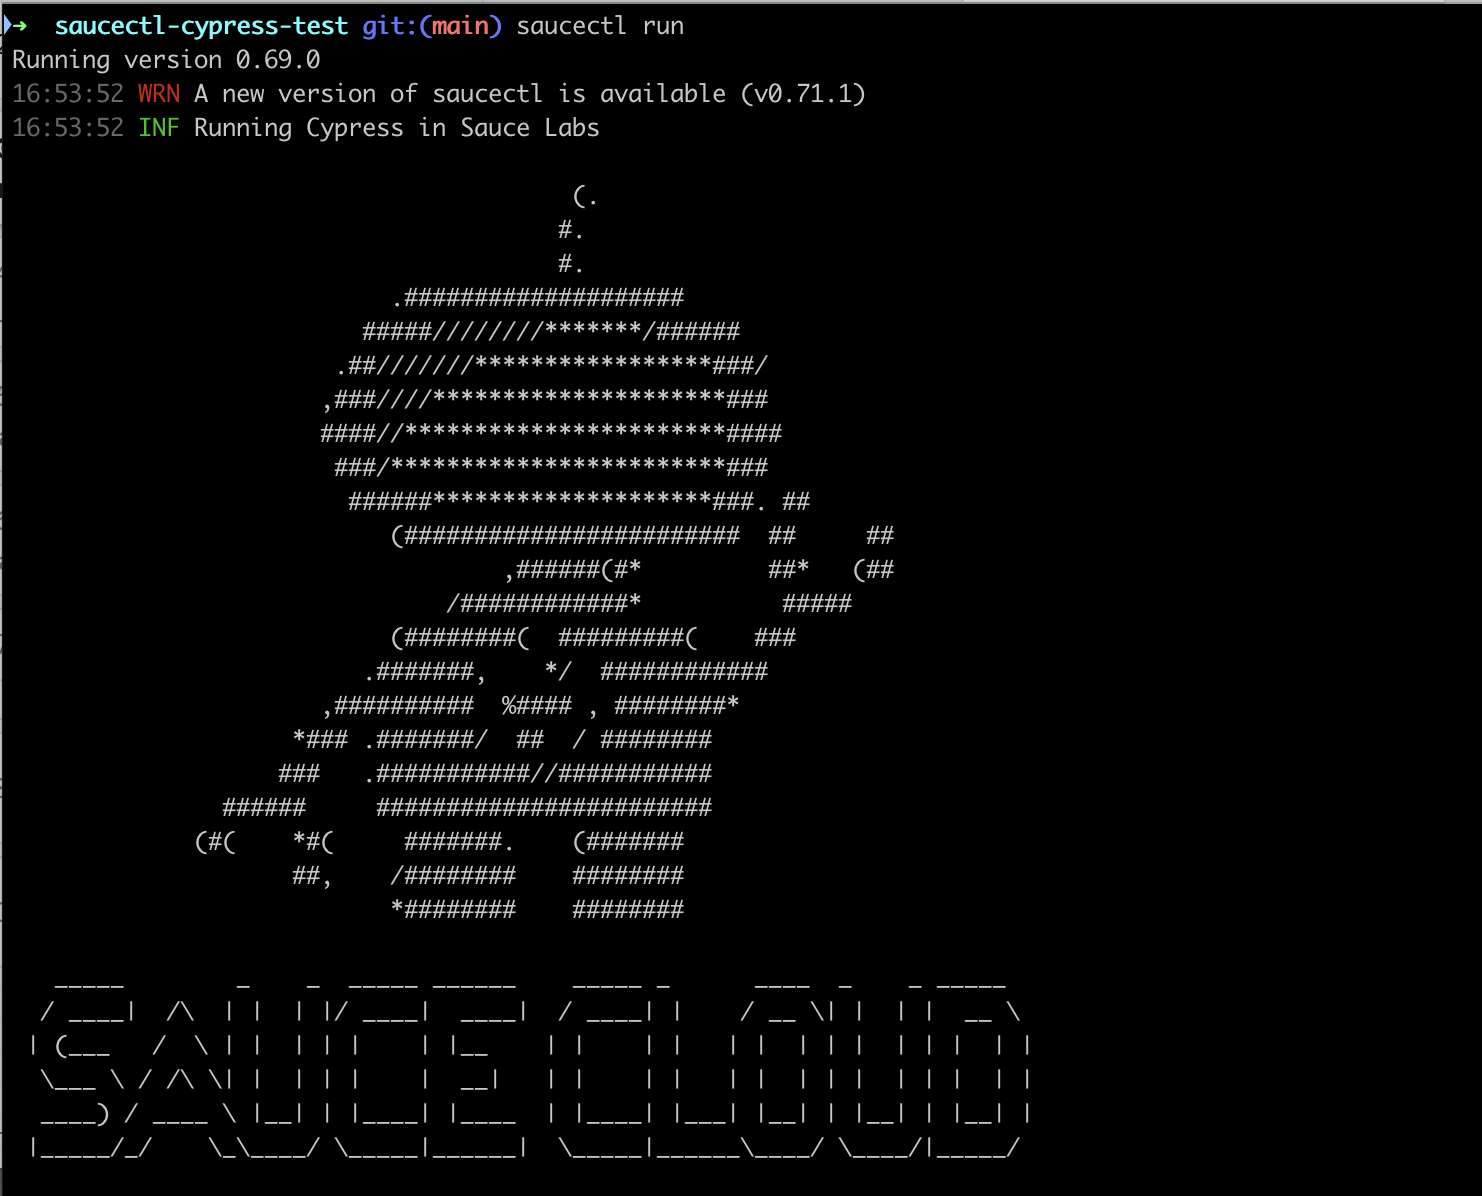 ➜  saucectl-cypress-test git:(main) saucectl run
Running version 0.69.0
16:53:52 WRN A new version of saucectl is available (v0.71.1)
16:53:52 INF Running Cypress in Sauce Labs
SAUCE CLOUD